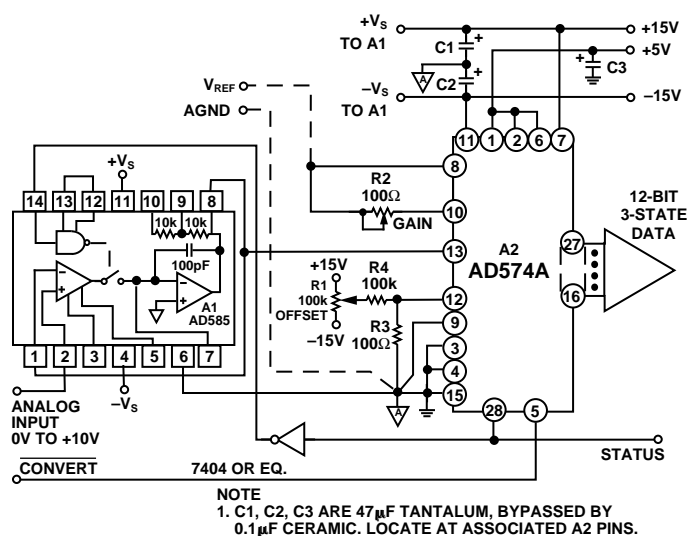 +VS
TO A1
C1
+
+15V
+5V
+
C3
A
C2
+
VREF
–VS
TO A1
–15V
AGND
11
1
2
6
7
+VS
8
14
13
12
11
10
9
8
R2
100Ω
GAIN
10
12-BIT
3-STATE
DATA
10k
10k
27
13
A2
AD574A
100pF
+15V
R4
100k
R1
100k
OFFSET
12
16
–
+
–
+
A1
AD585
R3
100Ω
9
–15V
3
1
2
3
4
5
6
7
4
–VS
A
15
28
5
ANALOG
INPUT
0V TO +10V
STATUS
CONVERT
7404 OR EQ.
NOTE
1. C1, C2, C3 ARE 47μF TANTALUM, BYPASSED BY
0.1μF CERAMIC. LOCATE AT ASSOCIATED A2 PINS.